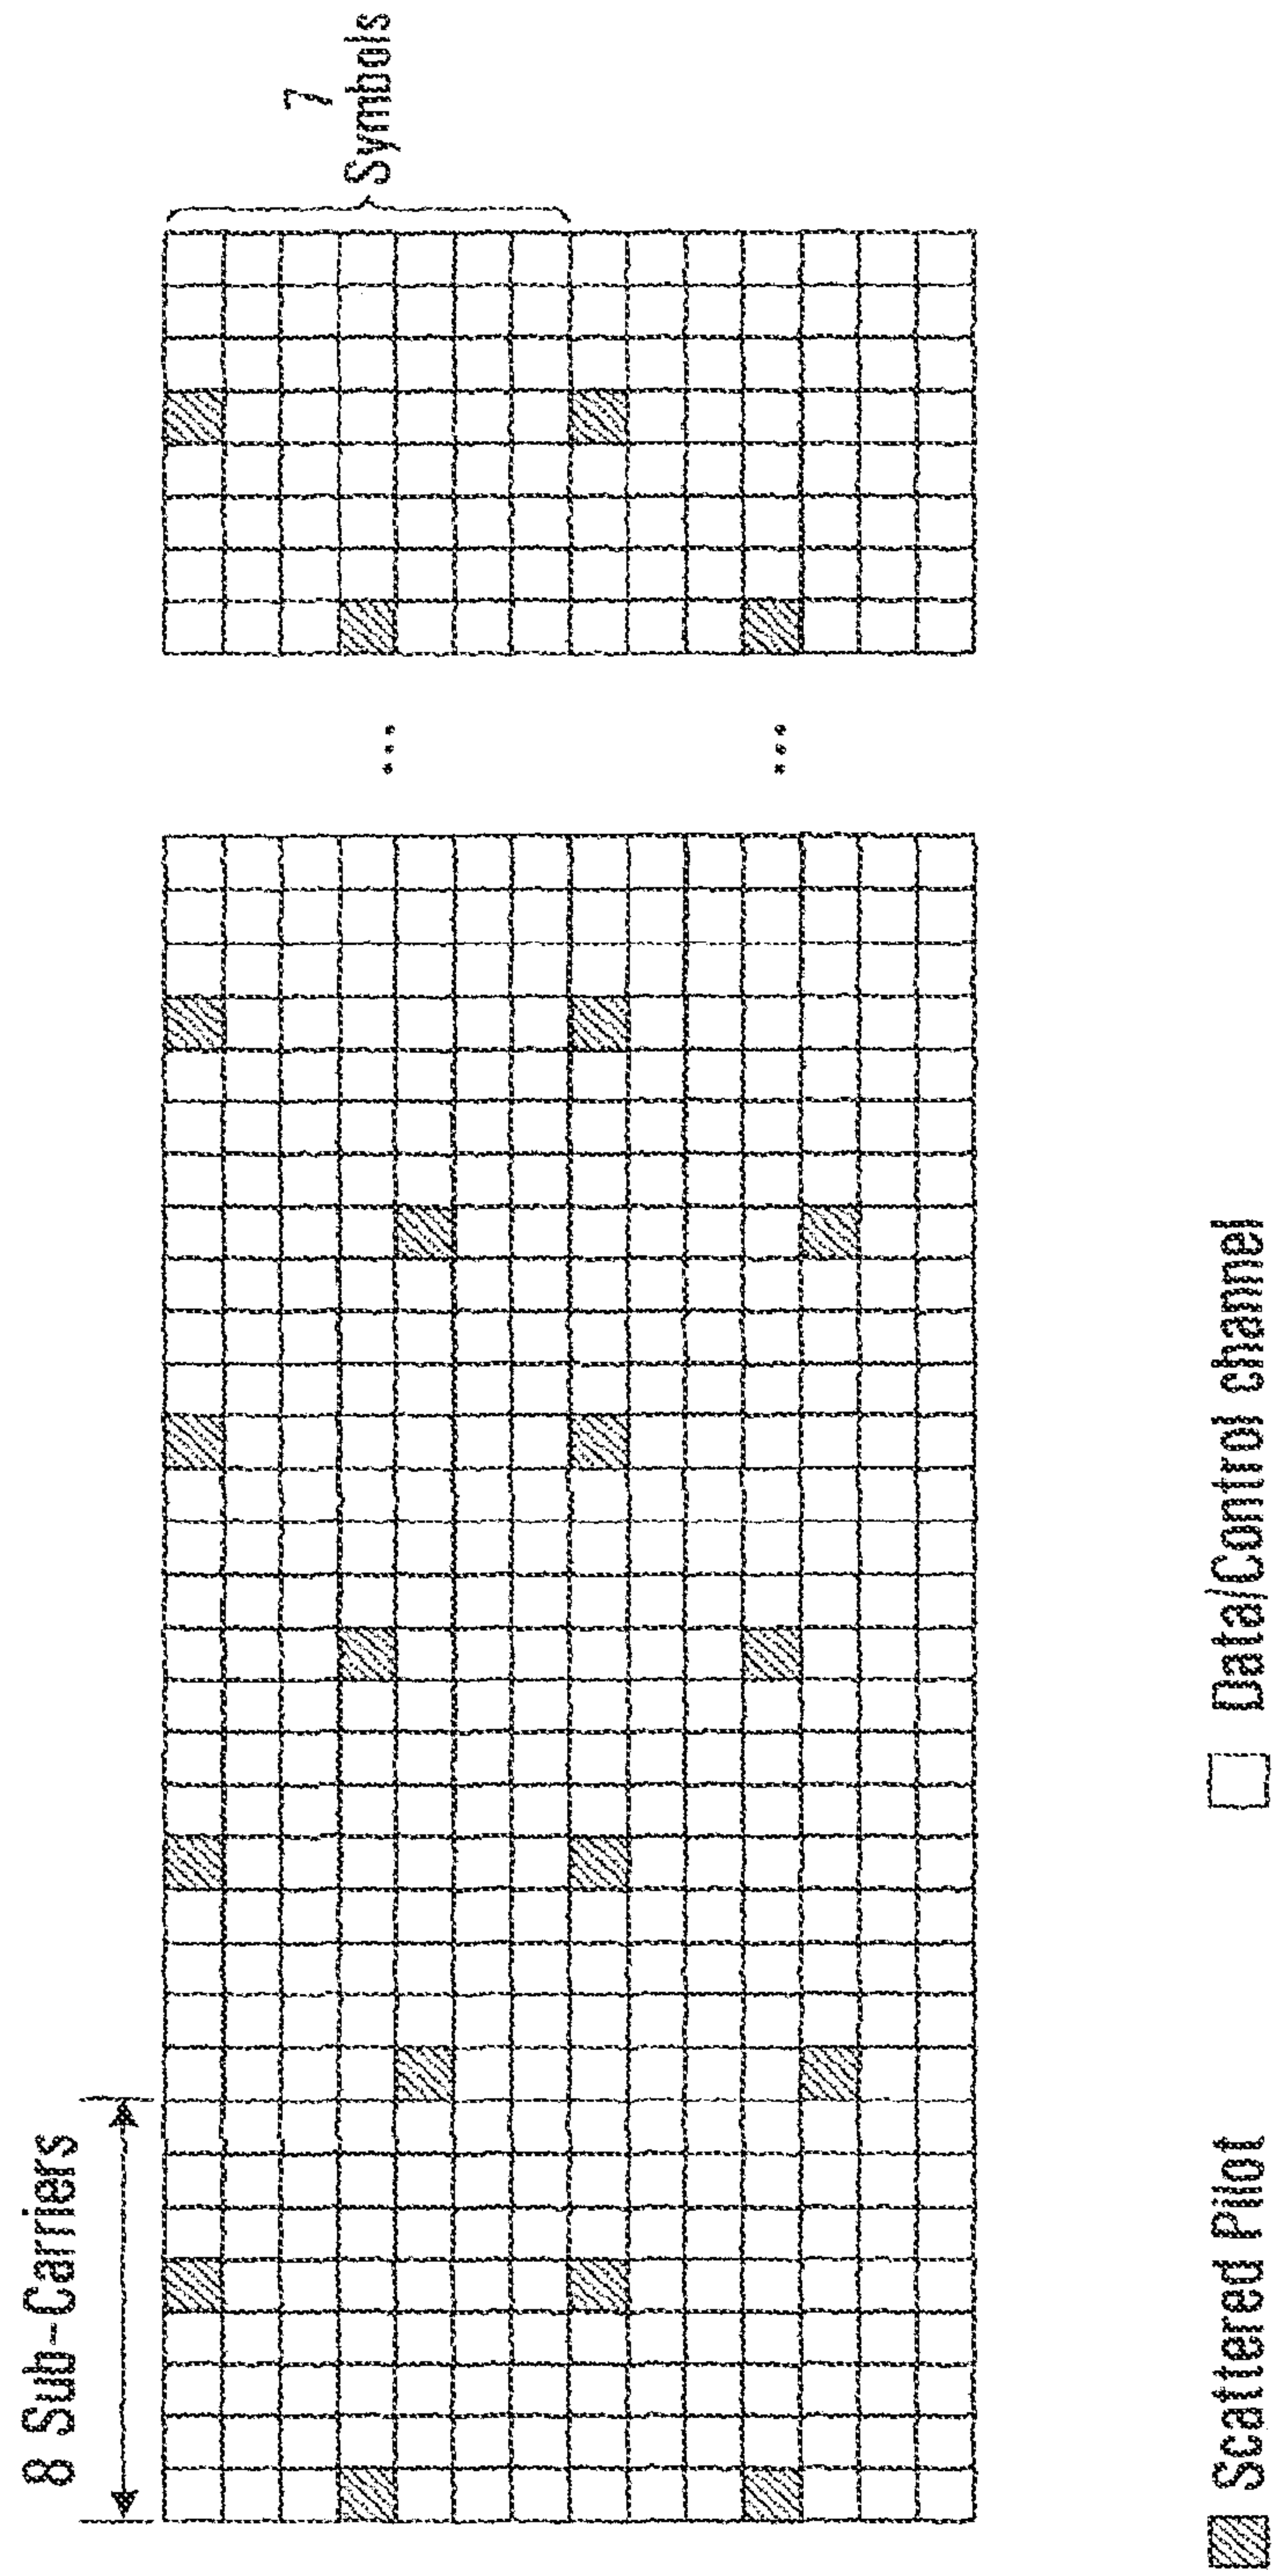 8 Sub-Carriers
7
Symbols
...
...
Scattered Pilot
Data/Control channel